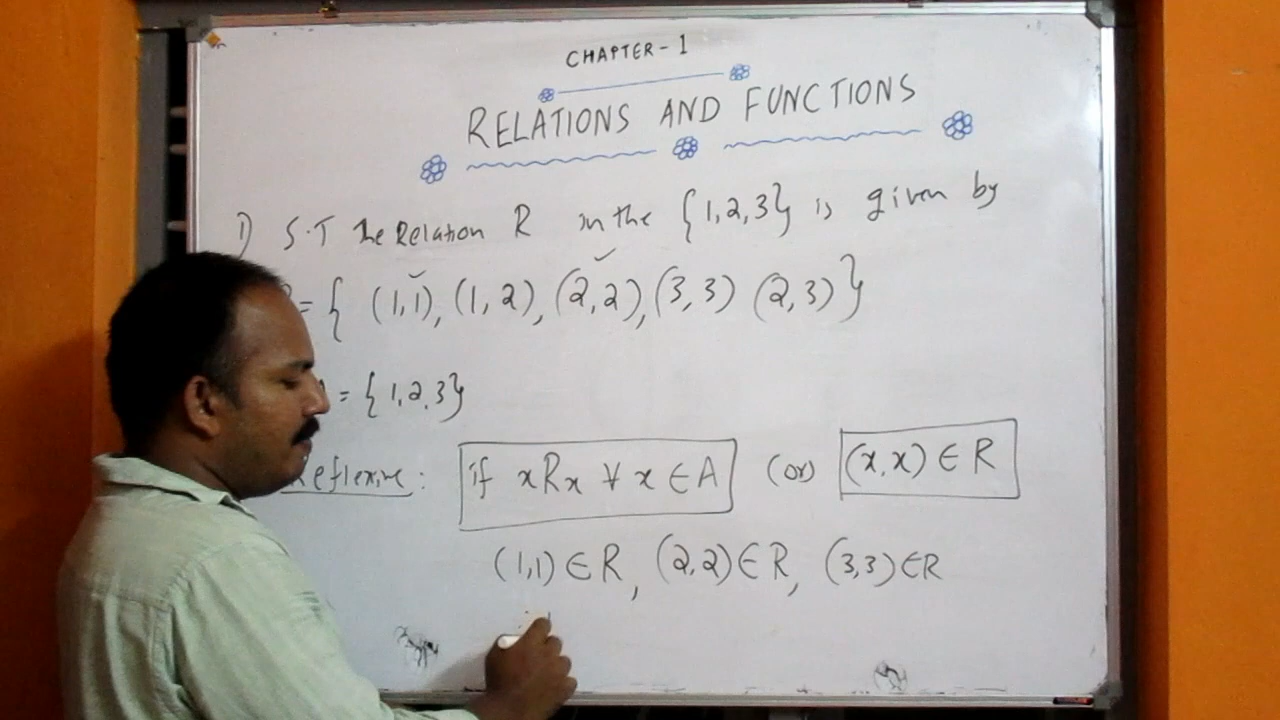 CHAPTER - 1
RELATIONS AND FUNCTIONS
1) S.T the Relation R in the {1,2,3} is given by
= { (1,1), (1,2), (2,2), (3,3) (2,3)}
= {1,2,3}
Reflexive : if xRx ∀ x ∈ A (or) (x,x) ∈ R
(1,1) ∈ R, (2,2) ∈ R, (3,3) ∈ R